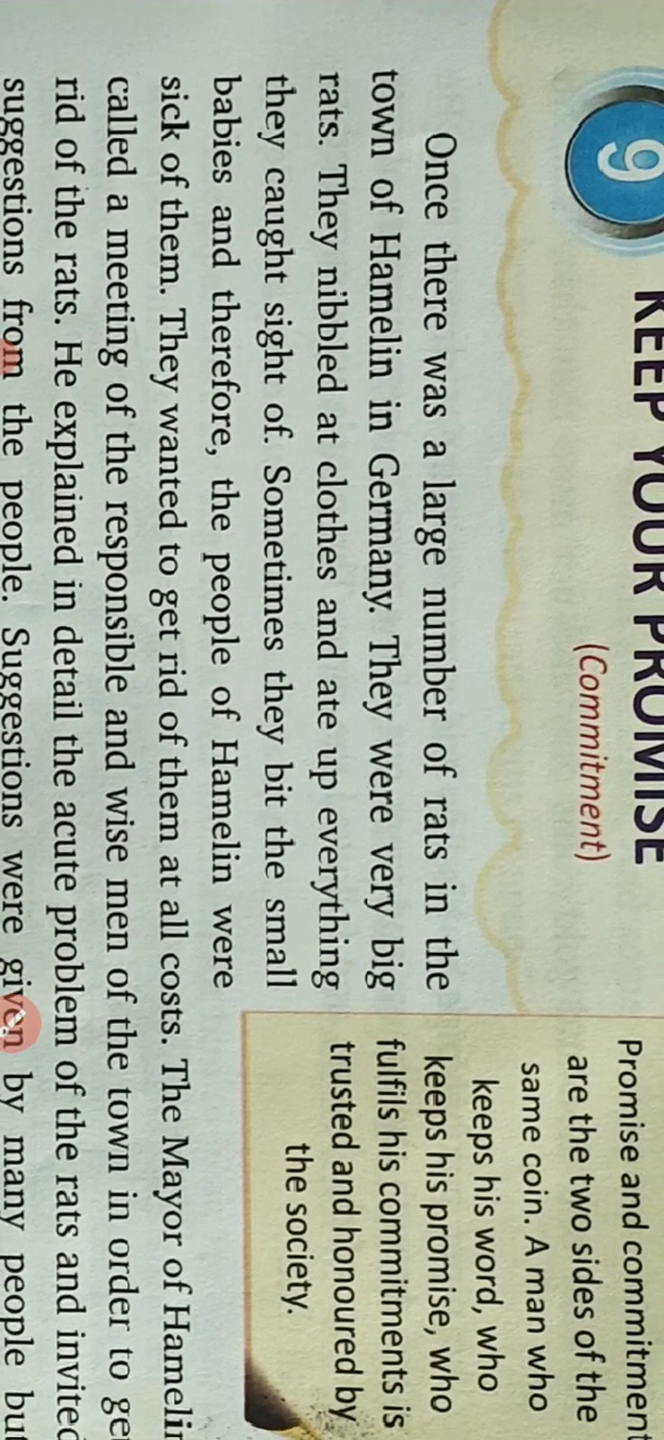 9
KEEP YOUR PROMISE
(Commitment)
Promise and commitment
are the two sides of the
same coin. A man who
keeps his word, who
keeps his promise, who
fulfils his commitments is
trusted and honoured by
the society.
Once there was a large number of rats in the
town of Hamelin in Germany. They were very big
rats. They nibbled at clothes and ate up everything
they caught sight of. Sometimes they bit the small
babies and therefore, the people of Hamelin were
sick of them. They wanted to get rid of them at all costs. The Mayor of Hamelin
called a meeting of the responsible and wise men of the town in order to get
rid of the rats. He explained in detail the acute problem of the rats and invited
suggestions from the people. Suggestions were given by many people but